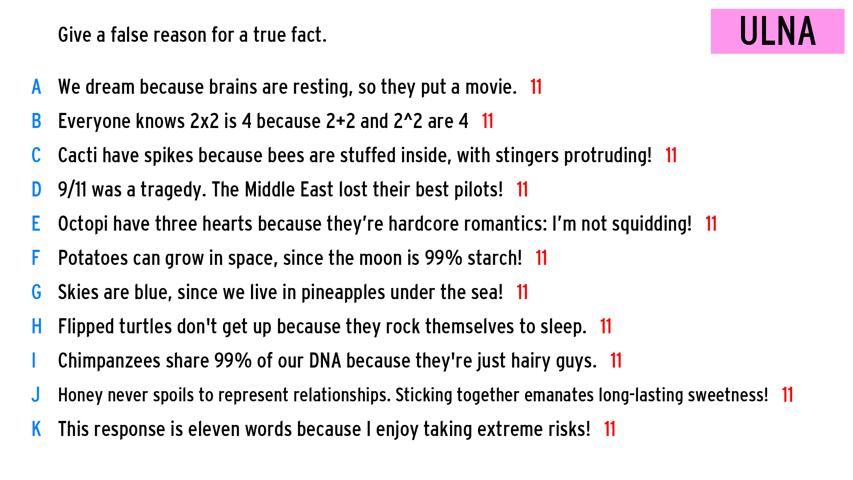 Give a false reason for a true fact.
ULNA
A We dream because brains are resting, so they put a movie. 11
B Everyone knows 2x2 is 4 because 2+2 and 2^2 are 4 11
C Cacti have spikes because bees are stuffed inside, with stingers protruding! 11
D 9/11 was a tragedy. The Middle East lost their best pilots! 11
E Octopi have three hearts because they’re hardcore romantics: I’m not squidding! 11
F Potatoes can grow in space, since the moon is 99% starch! 11
G Skies are blue, since we live in pineapples under the sea! 11
H Flipped turtles don't get up because they rock themselves to sleep. 11
I Chimpanzees share 99% of our DNA because they're just hairy guys. 11
J Honey never spoils to represent relationships. Sticking together emanates long-lasting sweetness! 11
K This response is eleven words because I enjoy taking extreme risks! 11